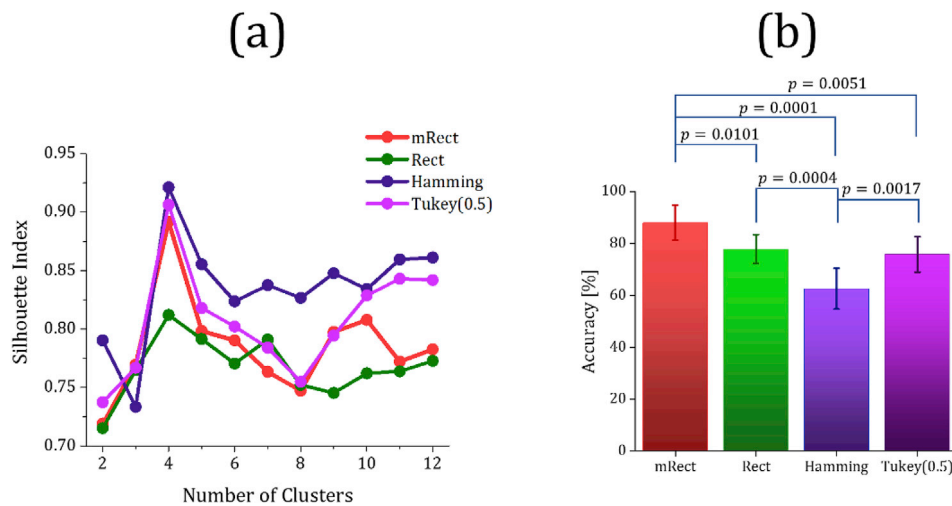 (a)
mRect
Rect
Hamming
Tukey(0.5)
0.95
0.90
0.85
0.80
0.75
0.70
Silhouette Index
2 4 6 8 10 12
Number of Clusters
(b)
p = 0.0051
p = 0.0001
p = 0.0101
p = 0.0004
p = 0.0017
100
80
60
40
20
0
Accuracy [%]
mRect Rect Hamming Tukey(0.5)